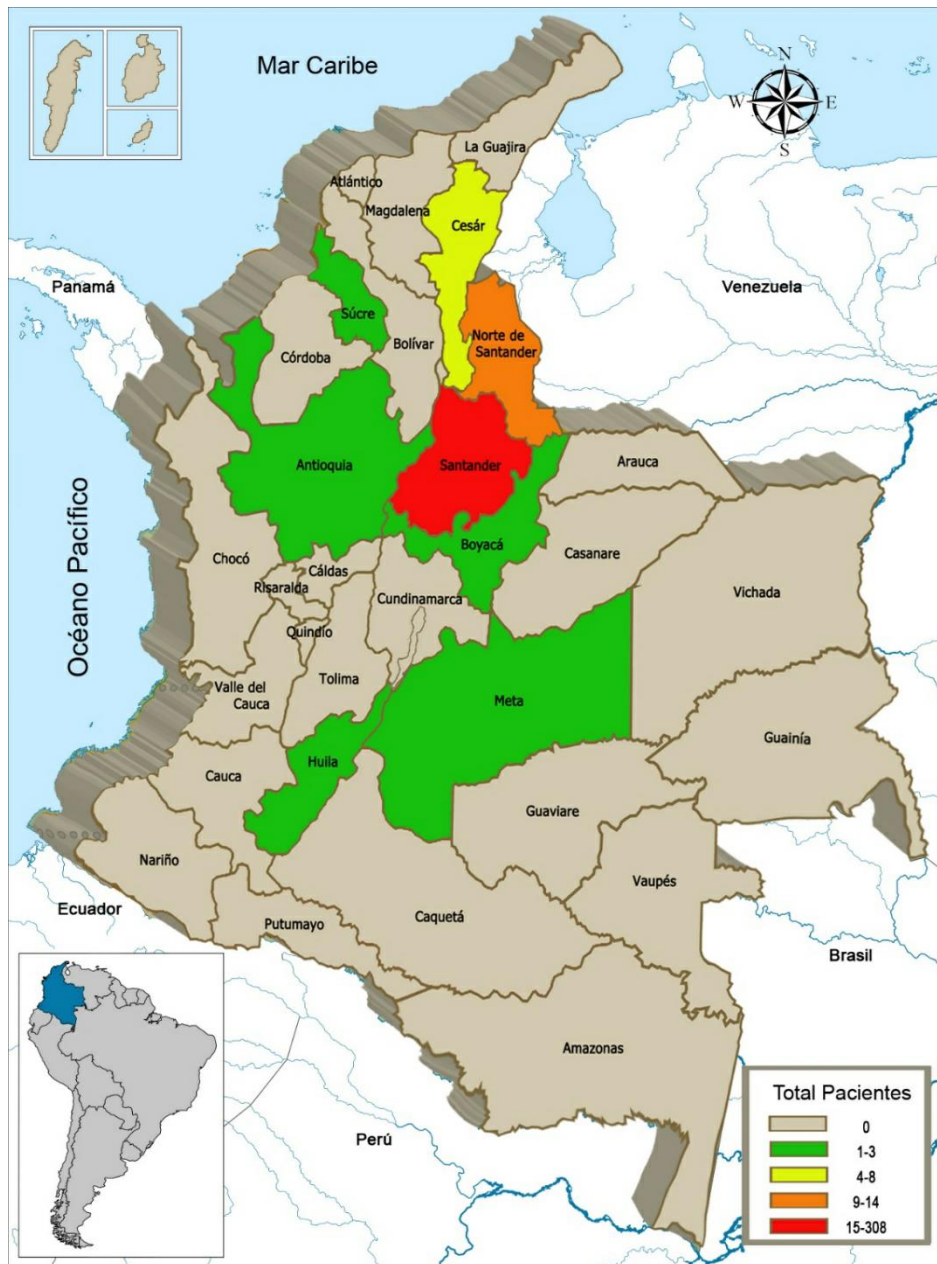 Mar Caribe
N
W
E
S
La Guajira
Atlántico
Magdalena
Cesár
Panamá
Venezuela
Súcre
Bolívar
Norte de
Santander
Córdoba
Antioquia
Santander
Arauca
Océano Pacífico
Boyacá
Chocó
Cáldas
Casanare
Risaralda
Cundinamarca
Vichada
Quindío
Tolima
Valle del
Cauca
Meta
Guainía
Huila
Cauca
Guaviare
Nariño
Vaupés
Ecuador
Putumayo
Caquetá
Brasil
Amazonas
Perú
Total Pacientes
0
1-3
4-8
9-14
15-308